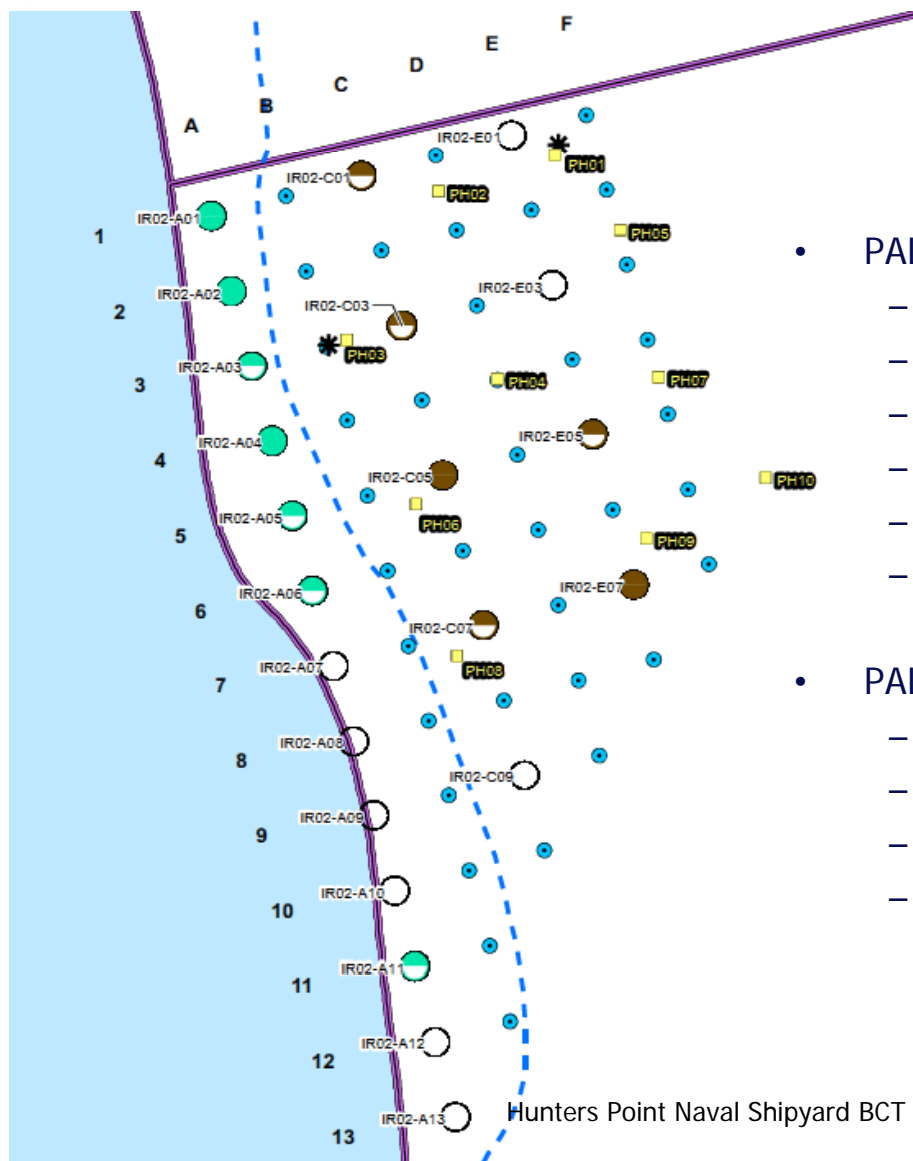 F
E
D
C
B
A
IR02-E01
PH01
IR02-C01
PH02
IR02-A01
1
PH05
• PA
IR02-E03
IR02-A02
2
IR02-C03
–
PH03
IR02-A03
3
PH04
PH07
–
–
IR02-A04
4
IR02-E05
–
IR02-C05
PH10
IR02-A05
5
PH06
–
PH09
IR02-A06
6
IR02-E07
–
IR02-C07
IR02-A07
7
PH08
• PA
IR02-A08
8
–
IR02-C09
–
IR02-A09
9
–
IR02-A10
10
–
IR02-A11
11
IR02-A12
12
IR02-A13
13
Hunters Point Naval Shipyard BCT